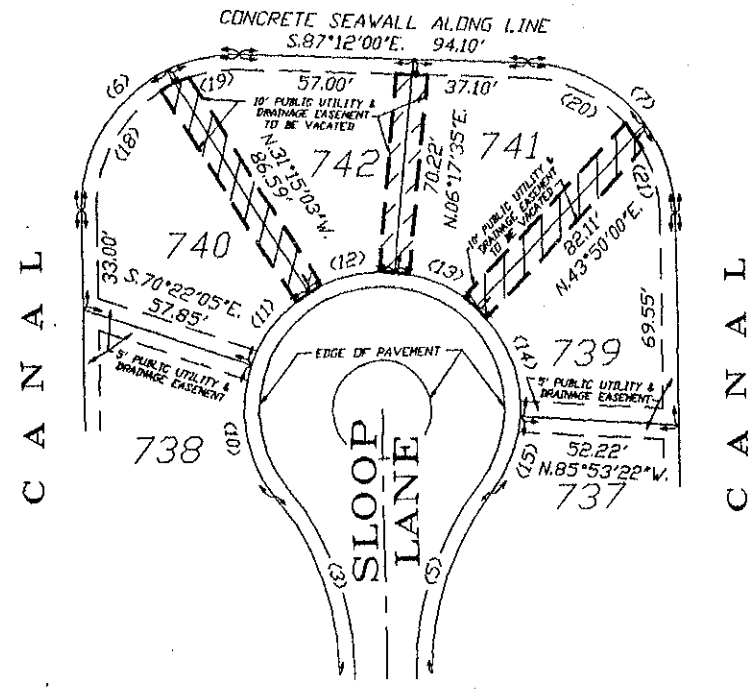 CONCRETE SEAWALL ALONG LINE
S.87°12'00"E. 94.10'
(6)
(19)
57.00'
37.10'
(20)
(7)
(18)
10' PUBLIC UTILITY &
DRAINAGE EASEMENT
TO BE VACATED
742
741
N.31°15'03"W.
86.59'
70.22'
N.06°17'35"E.
10' PUBLIC UTILITY &
DRAINAGE EASEMENT
TO BE VACATED
82.11'
N.43°50'00"E.
(21)
740
33.00'
S.70°22'05"E.
57.85'
(11)
(12)
(13)
(14)
739
69.55'
CANAL
CANAL
5' PUBLIC UTILITY &
DRAINAGE EASEMENT
EDGE OF PAVEMENT
5' PUBLIC UTILITY &
DRAINAGE EASEMENT
738
(10)
52.22'
N.85°53'22"W.
(15)
737
SLOOP
LANE
(3)
(5)